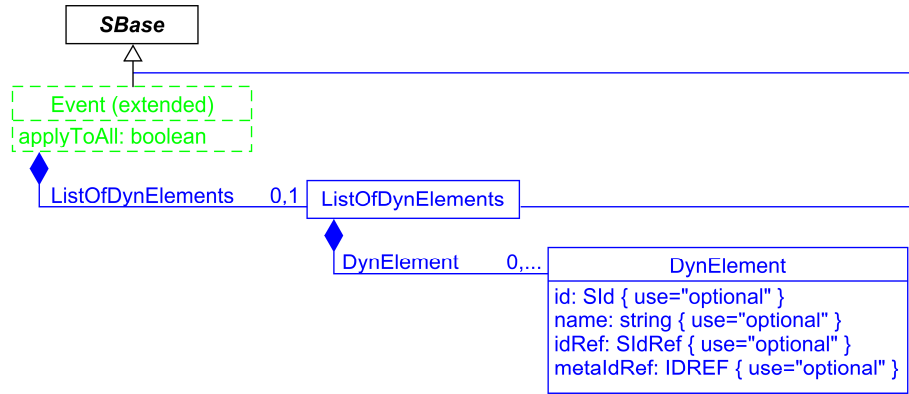 SBase
Event (extended)
applyToAll: boolean
ListOfDynElements 0,1
ListOfDynElements
DynElement 0,...
DynElement
id: SId { use="optional" }
name: string { use="optional" }
idRef: SIdRef { use="optional" }
metaIdRef: IDREF { use="optional" }